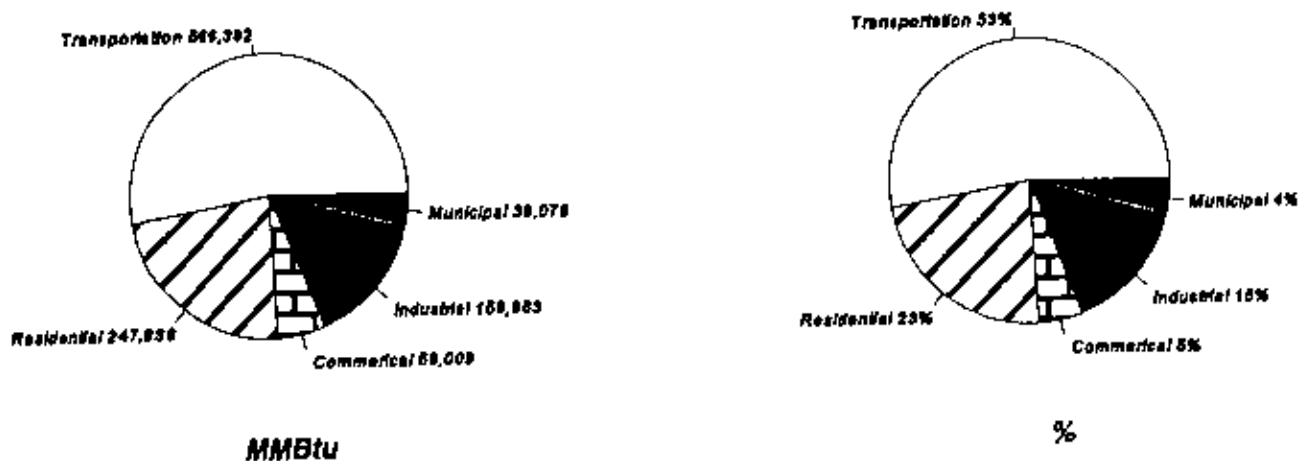 Transportation
Transportation 53%
Municipal
Municipal 4%
Industrial
Industrial 15%
Residential
Residential 23%
Commerical
Commerical 5%
MMBtu
%